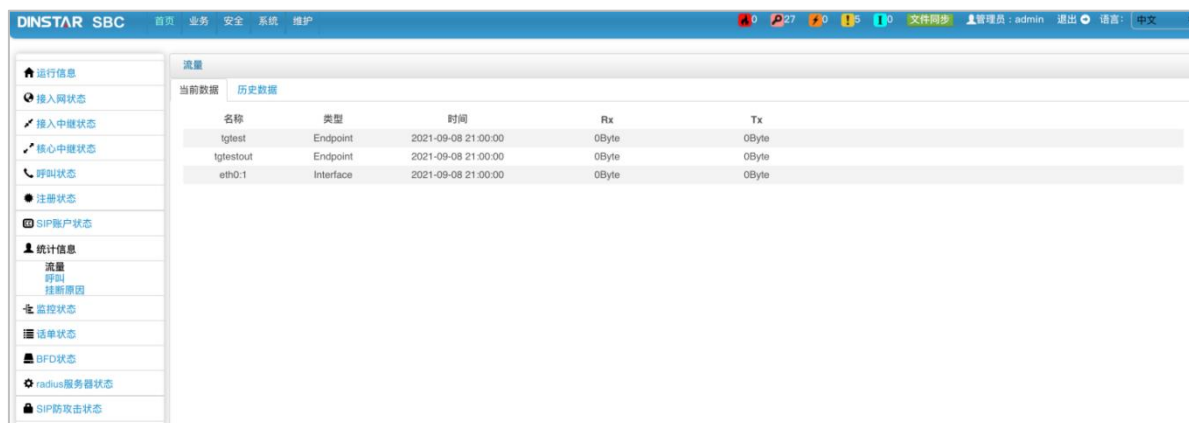 DINSTAR SBC 首页 业务 安全 系统 维护 0 27 0 5 0 文件同步 管理员：admin 退出 语言： 中文
运行信息
接入网状态
接入中继状态
核心中继状态
呼叫状态
注册状态
SIP账户状态
统计信息
流量
呼叫
挂断原因
监控状态
话单状态
BFD状态
radius服务器状态
SIP防攻击状态
流量
当前数据 历史数据
名称 类型 时间 Rx Tx
tgtest Endpoint 2021-09-08 21:00:00 0Byte 0Byte
tgtestout Endpoint 2021-09-08 21:00:00 0Byte 0Byte
eth0:1 Interface 2021-09-08 21:00:00 0Byte 0Byte